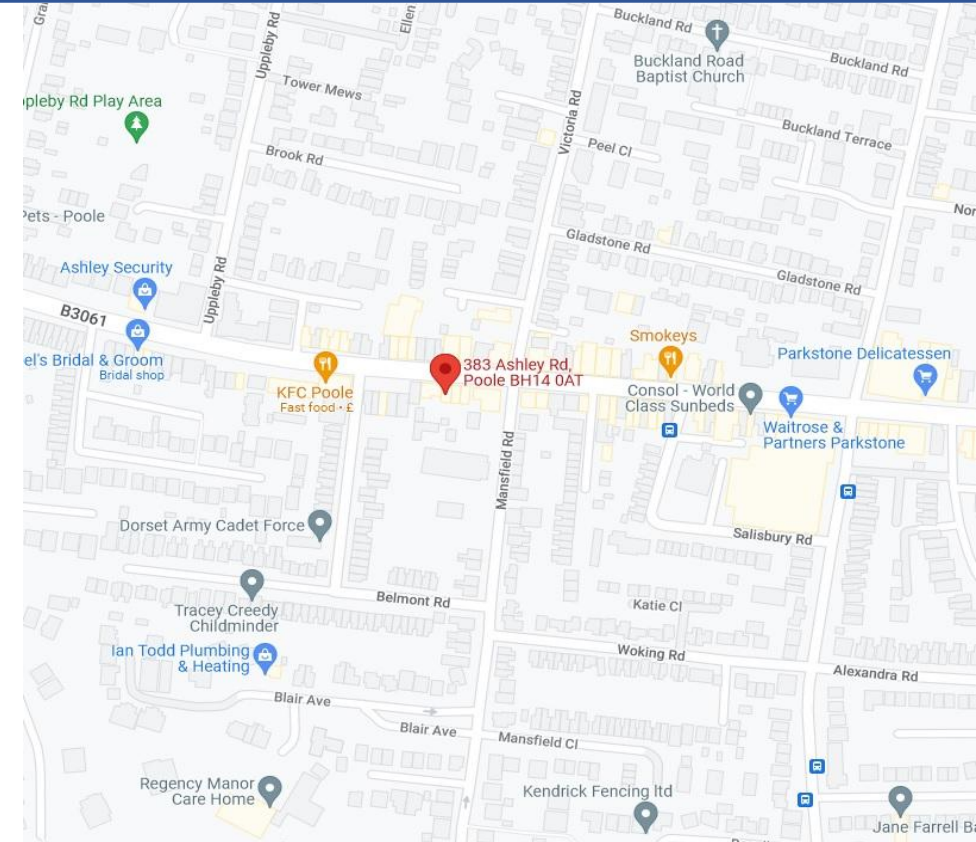 Gra
Uppleby Rd
Ellen
Buckland Rd
Buckland Road
Baptist Church
Buckland Rd
Tower Mews
ppleby Rd Play Area
Victoria Rd
Buckland Terrace
Peel Cl
Brook Rd
Pets - Poole
Nor
Gladstone Rd
Ashley Security
Uppleby Rd
Gladstone Rd
B3061
Smokeys
Parkstone Delicatessen
el's Bridal & Groom
Bridal shop
KFC Poole
Fast food · £
383 Ashley Rd,
Poole BH14 0AT
Consol - World
Class Sunbeds
Waitrose &
Partners Parkstone
Mansfield Rd
Dorset Army Cadet Force
Salisbury Rd
Belmont Rd
Katie Cl
Tracey Creedy
Childminder
Ian Todd Plumbing
& Heating
Woking Rd
Alexandra Rd
Blair Ave
Blair Ave
Mansfield Cl
Regency Manor
Care Home
Kendrick Fencing ltd
Jane Farrell Ba